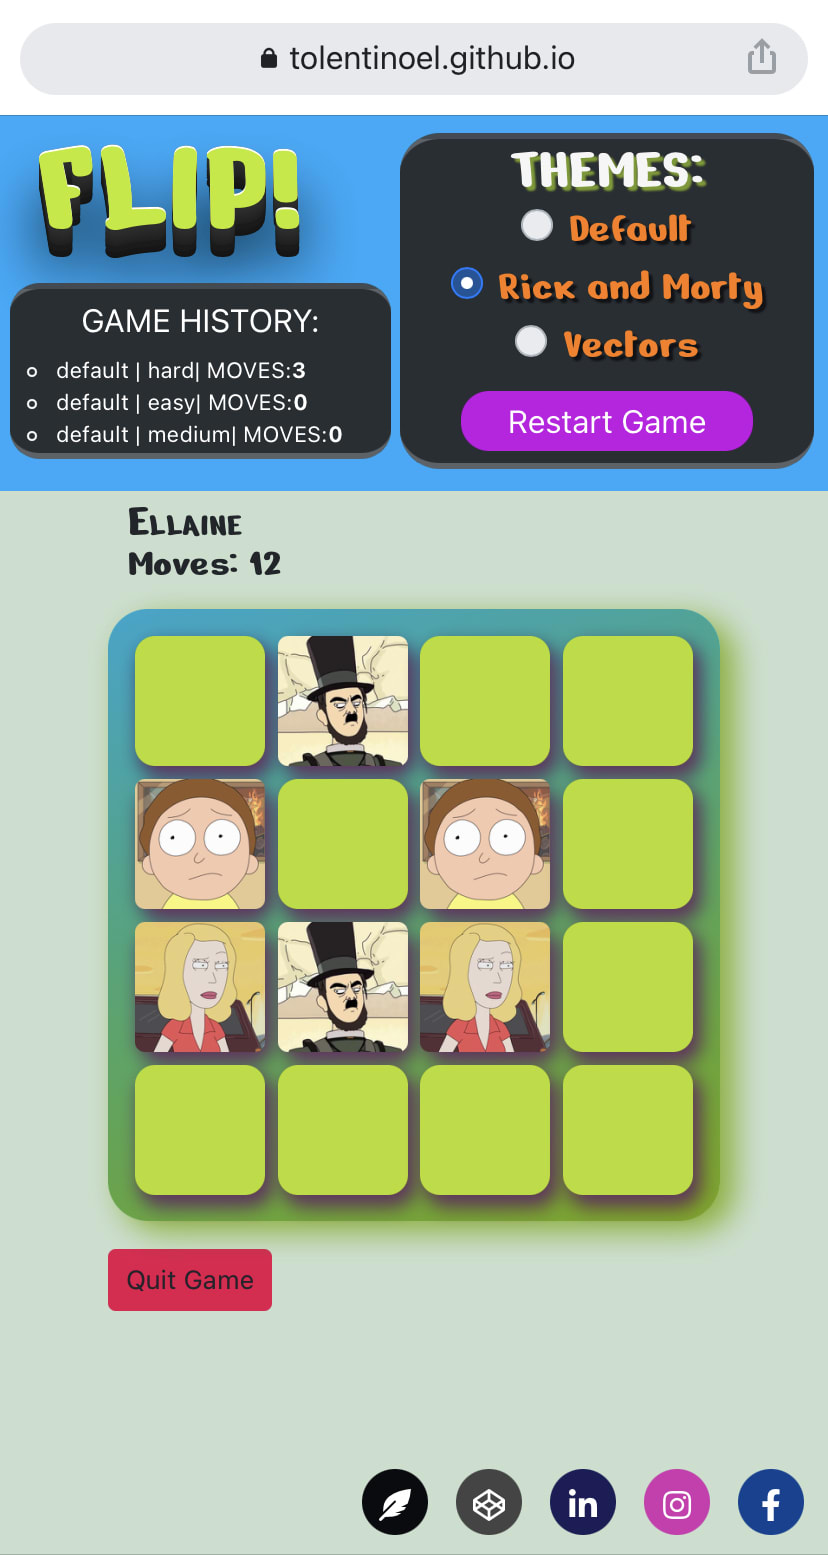 tolentinoel.github.io
FLIP!
GAME HISTORY:
default | hard| MOVES:3
default | easy| MOVES:0
default | medium| MOVES:0
THEMES:
Default
Rick and Morty
Vectors
Restart Game
Ellaine
Moves: 12
Quit Game
in
f